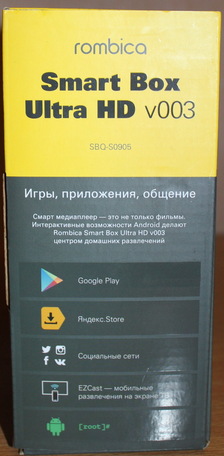 rombica
Smart Box
Ultra HD v003
SBQ-S0905
Игры, приложения, общение
Смарт медиаплеер — это не только фильмы.
Интерактивные возможности Android делают
Rombica Smart Box Ultra HD v003
центром домашних развлечений
Google Play
Яндекс.Store
Социальные сети
EZCast — мобильные
развлечения на экране
[root]#